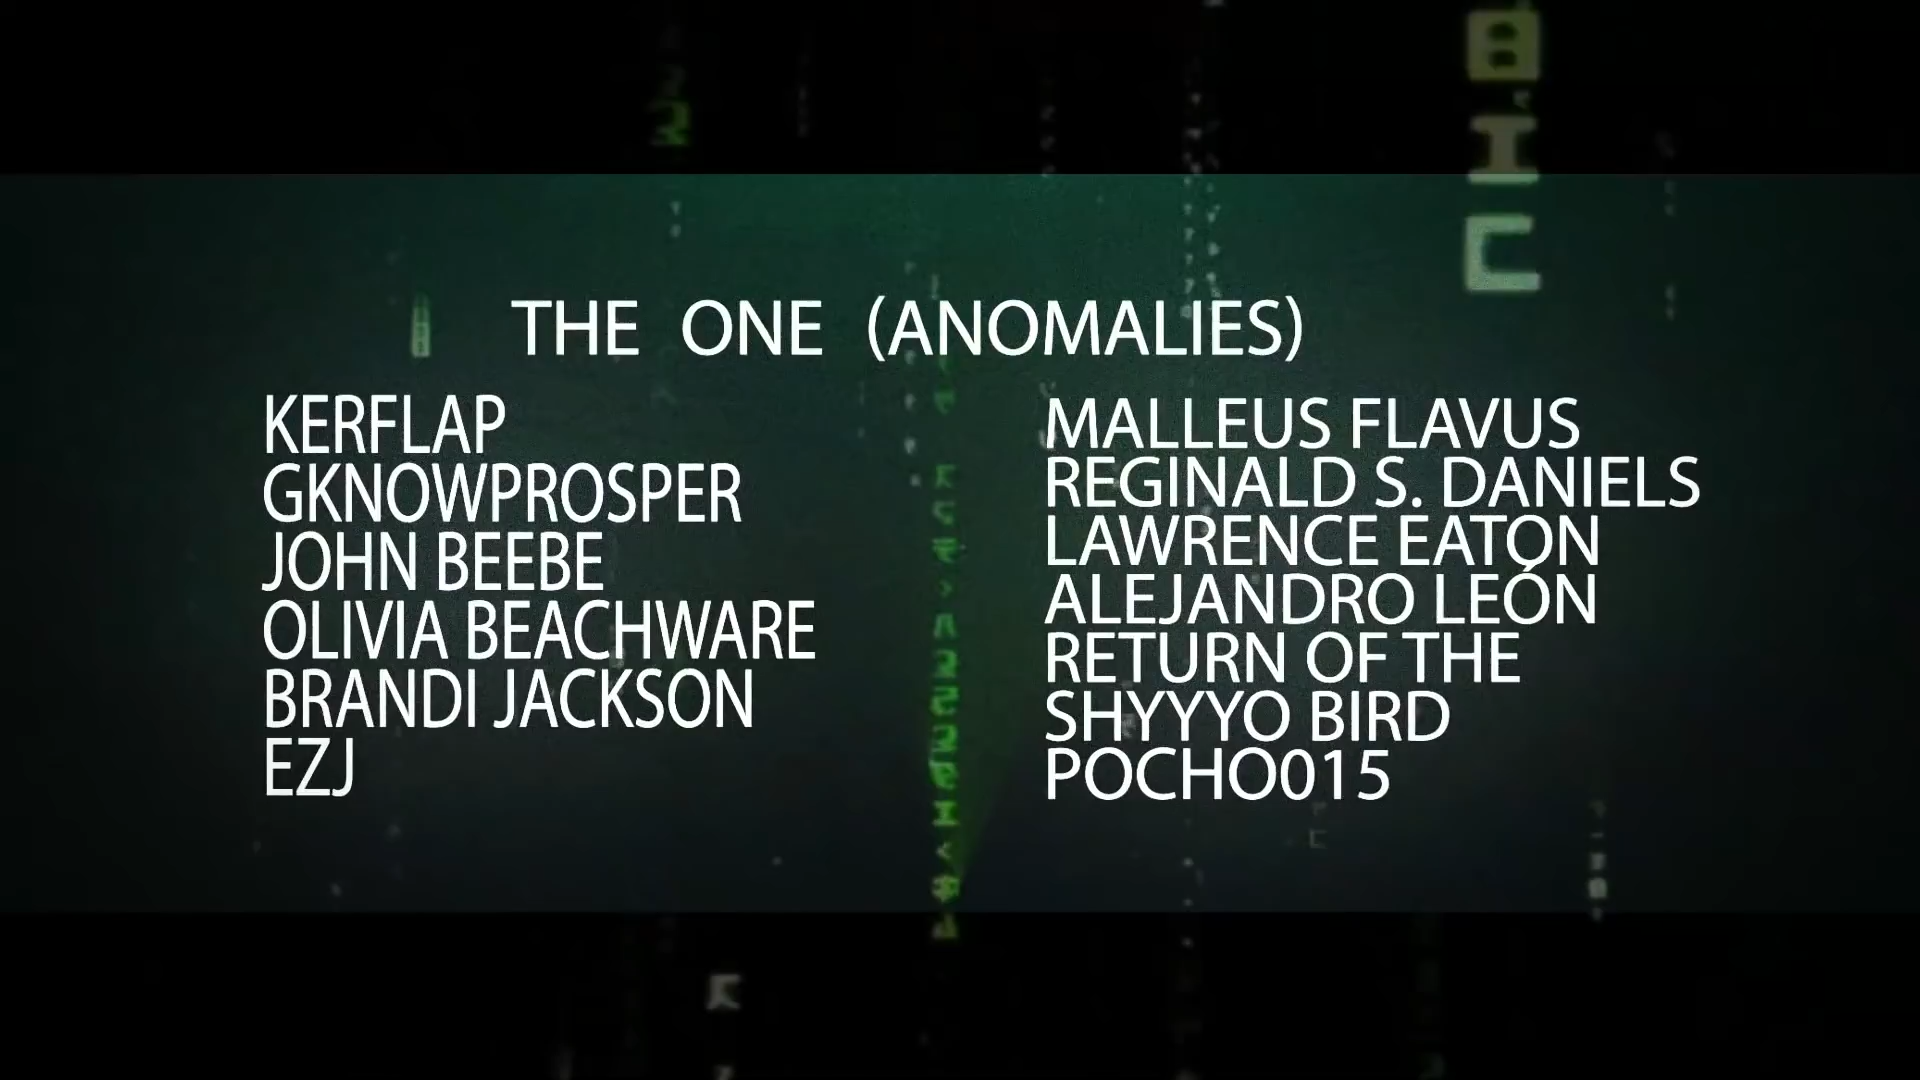 THE ONE (ANOMALIES)
KERFLAP
GKNOWPROSPER
JOHN BEEBE
OLIVIA BEACHWARE
BRANDI JACKSON
EZJ
MALLEUS FLAVUS
REGINALD S. DANIELS
LAWRENCE EATON
ALEJANDRO LEÓN
RETURN OF THE
SHYYYO BIRD
POCHO015